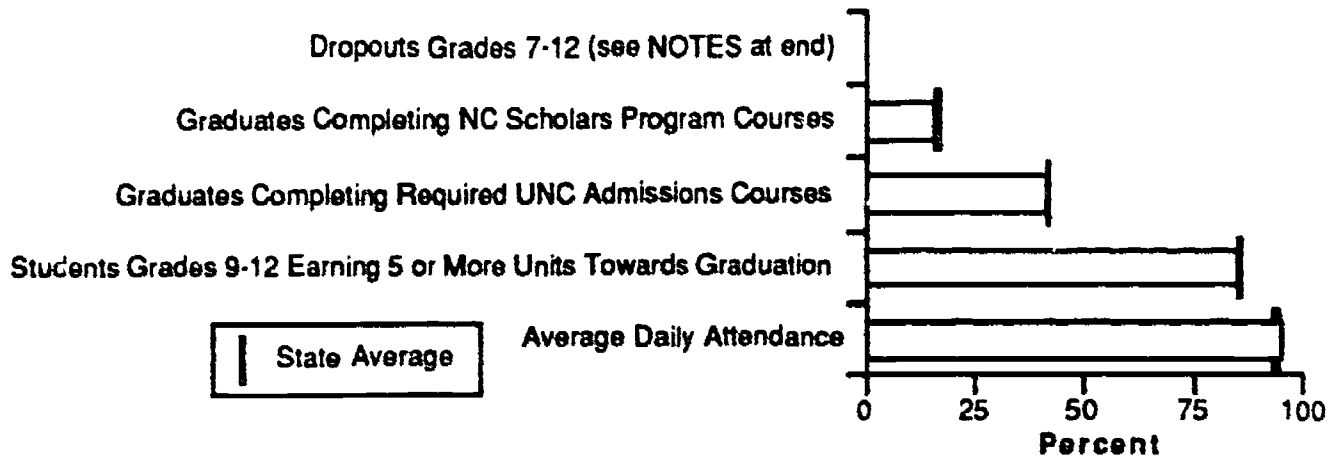 Dropouts Grades 7-12 (see NOTES at end)
Graduates Completing NC Scholars Program Courses
Graduates Completing Required UNC Admissions Courses
Students Grades 9-12 Earning 5 or More Units Towards Graduation
Average Daily Attendance
State Average
0 25 50 75 100
Percent